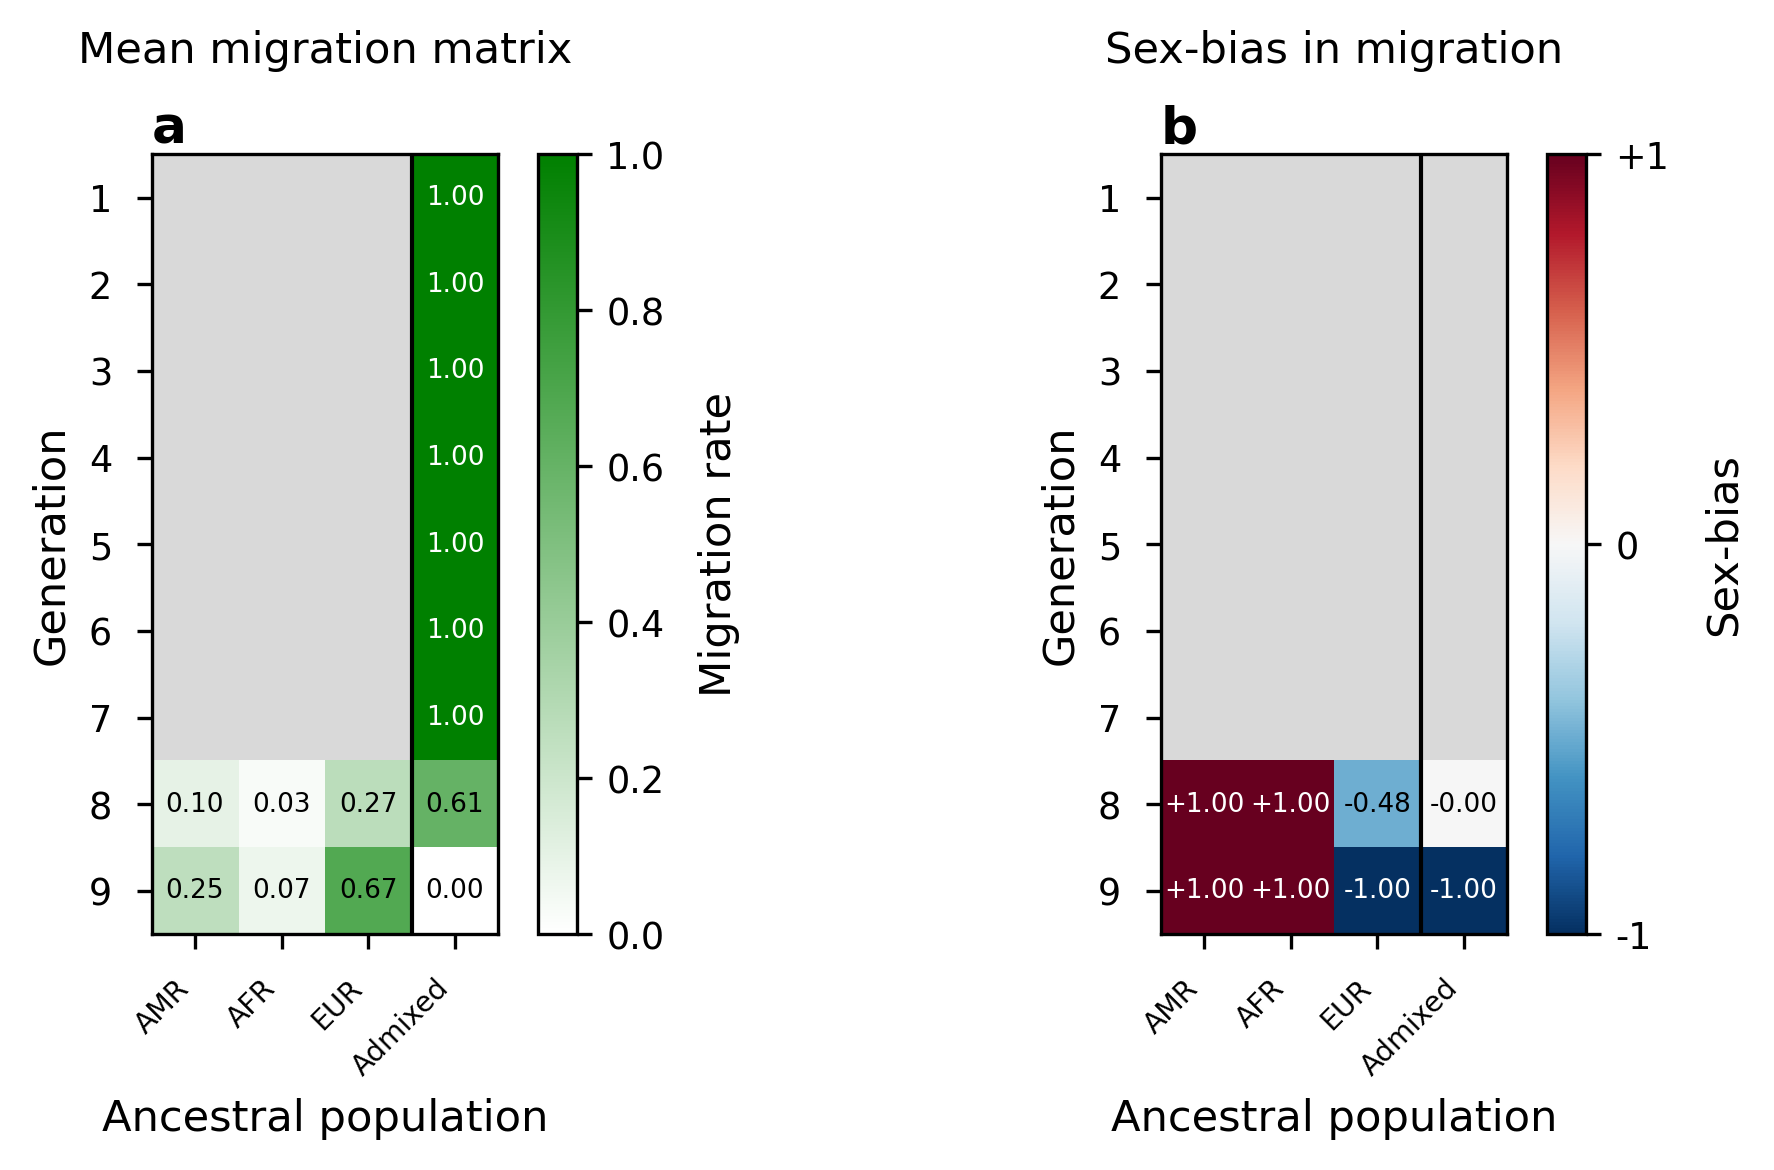 Mean migration matrix
a
1.00
1.00
1.00
1.00
1.00
1.00
1.00
0.10 0.03 0.27 0.61
0.25 0.07 0.67 0.00
1
2
3
4
5
6
7
8
9
Generation
AMR
AFR
EUR
Admixed
Ancestral population
1.0
0.8
0.6
0.4
0.2
0.0
Migration rate
Sex-bias in migration
b
+1.00 +1.00 -0.48 -0.00
+1.00 +1.00 -1.00 -1.00
1
2
3
4
5
6
7
8
9
Generation
AMR
AFR
EUR
Admixed
Ancestral population
+1
0
-1
Sex-bias